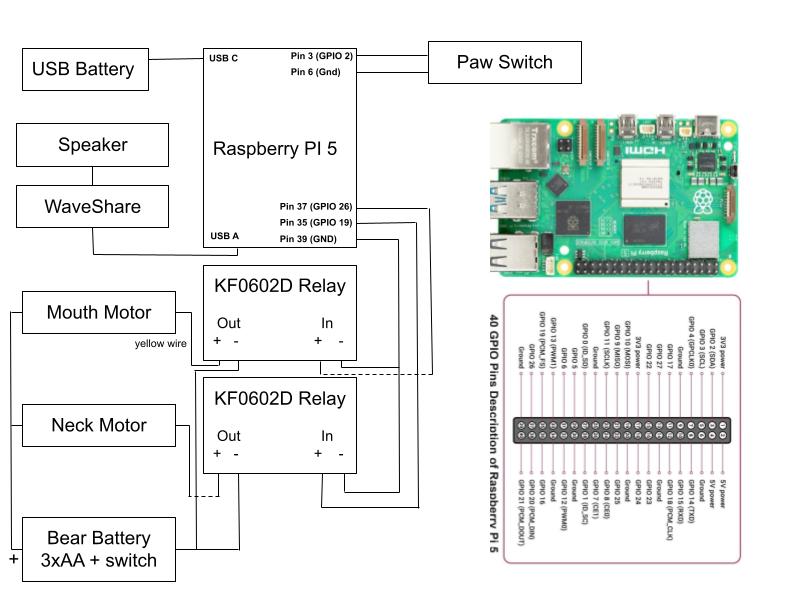 USB Battery
USB C
Pin 3 (GPIO 2)
Pin 6 (Gnd)
Paw Switch
Speaker
Raspberry PI 5
WaveShare
Pin 37 (GPIO 26)
Pin 35 (GPIO 19)
USB A
Pin 39 (GND)
KF0602D Relay
Mouth Motor
Out
In
+ -
+ -
yellow wire
KF0602D Relay
Neck Motor
Out
In
+ -
+ -
Bear Battery
+
3xAA + switch
HDMI
40 GPIO Pins Description of Raspberry Pi 5
3V3 power
GPIO 2 (SDA)
GPIO 3 (SCL)
GPIO 4 (GPCLK0)
Ground
GPIO 17
GPIO 27
GPIO 22
3V3 power
GPIO 10 (MOSI)
GPIO 9 (MISO)
GPIO 11 (SCLK)
Ground
GPIO 0 (ID_SD)
GPIO 5
GPIO 6
GPIO 13 (PWM1)
GPIO 19 (PCM_FS)
GPIO 26
Ground
5V power
5V power
Ground
GPIO 14 (TXD)
GPIO 15 (RXD)
GPIO 18 (PCM_CLK)
Ground
GPIO 23
GPIO 24
Ground
GPIO 25
GPIO 8 (CE0)
GPIO 7 (CE1)
GPIO 1 (ID_SC)
Ground
GPIO 12 (PWM0)
Ground
GPIO 16
GPIO 20 (PCM_DIN)
GPIO 21 (PCM_DOUT)